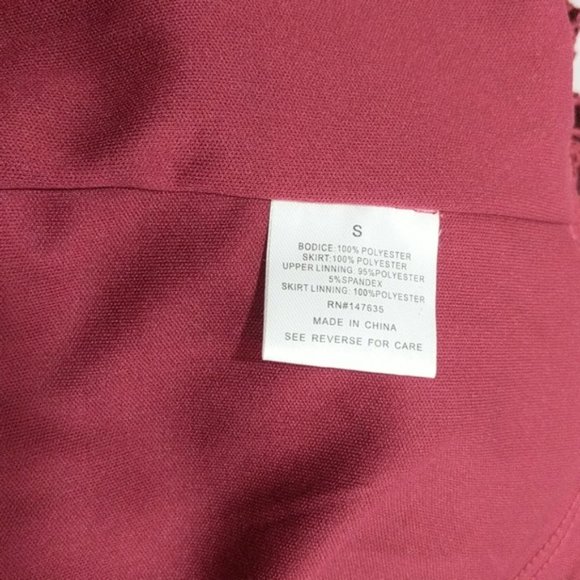 S
BODICE:100% POLYESTER
SKIRT:100% POLYESTER
UPPER LINNING: 95%POLYESTER
5%SPANDEX
SKIRT LINNING: 100%POLYESTER
RN#147635
MADE IN CHINA
SEE REVERSE FOR CARE